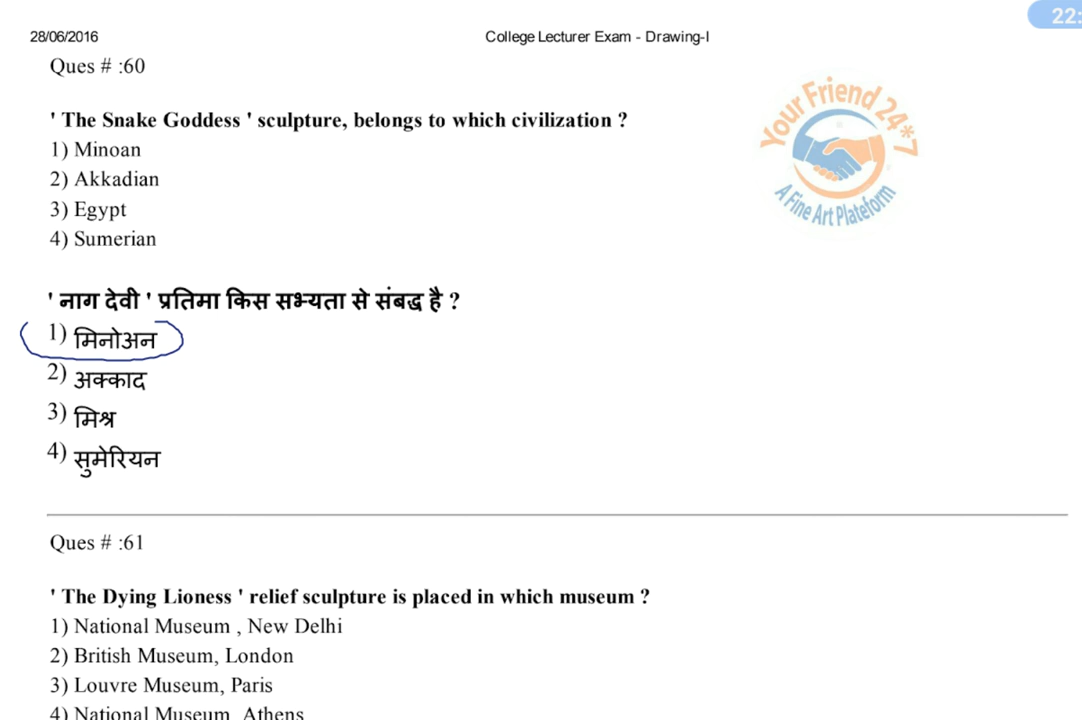 22:
28/06/2016 College Lecturer Exam - Drawing-I
Ques # :60
' The Snake Goddess ' sculpture, belongs to which civilization ?
1) Minoan
2) Akkadian
3) Egypt
4) Sumerian
Your Friend 24*7
A Fine Art Plateform
' नाग देवी ' प्रतिमा किस सभ्यता से संबद्ध है ?
1) मिनोअन
2) अक्काद
3) मिश्र
4) सुमेरियन
Ques # :61
' The Dying Lioness ' relief sculpture is placed in which museum ?
1) National Museum , New Delhi
2) British Museum, London
3) Louvre Museum, Paris
4) National Museum, Athens